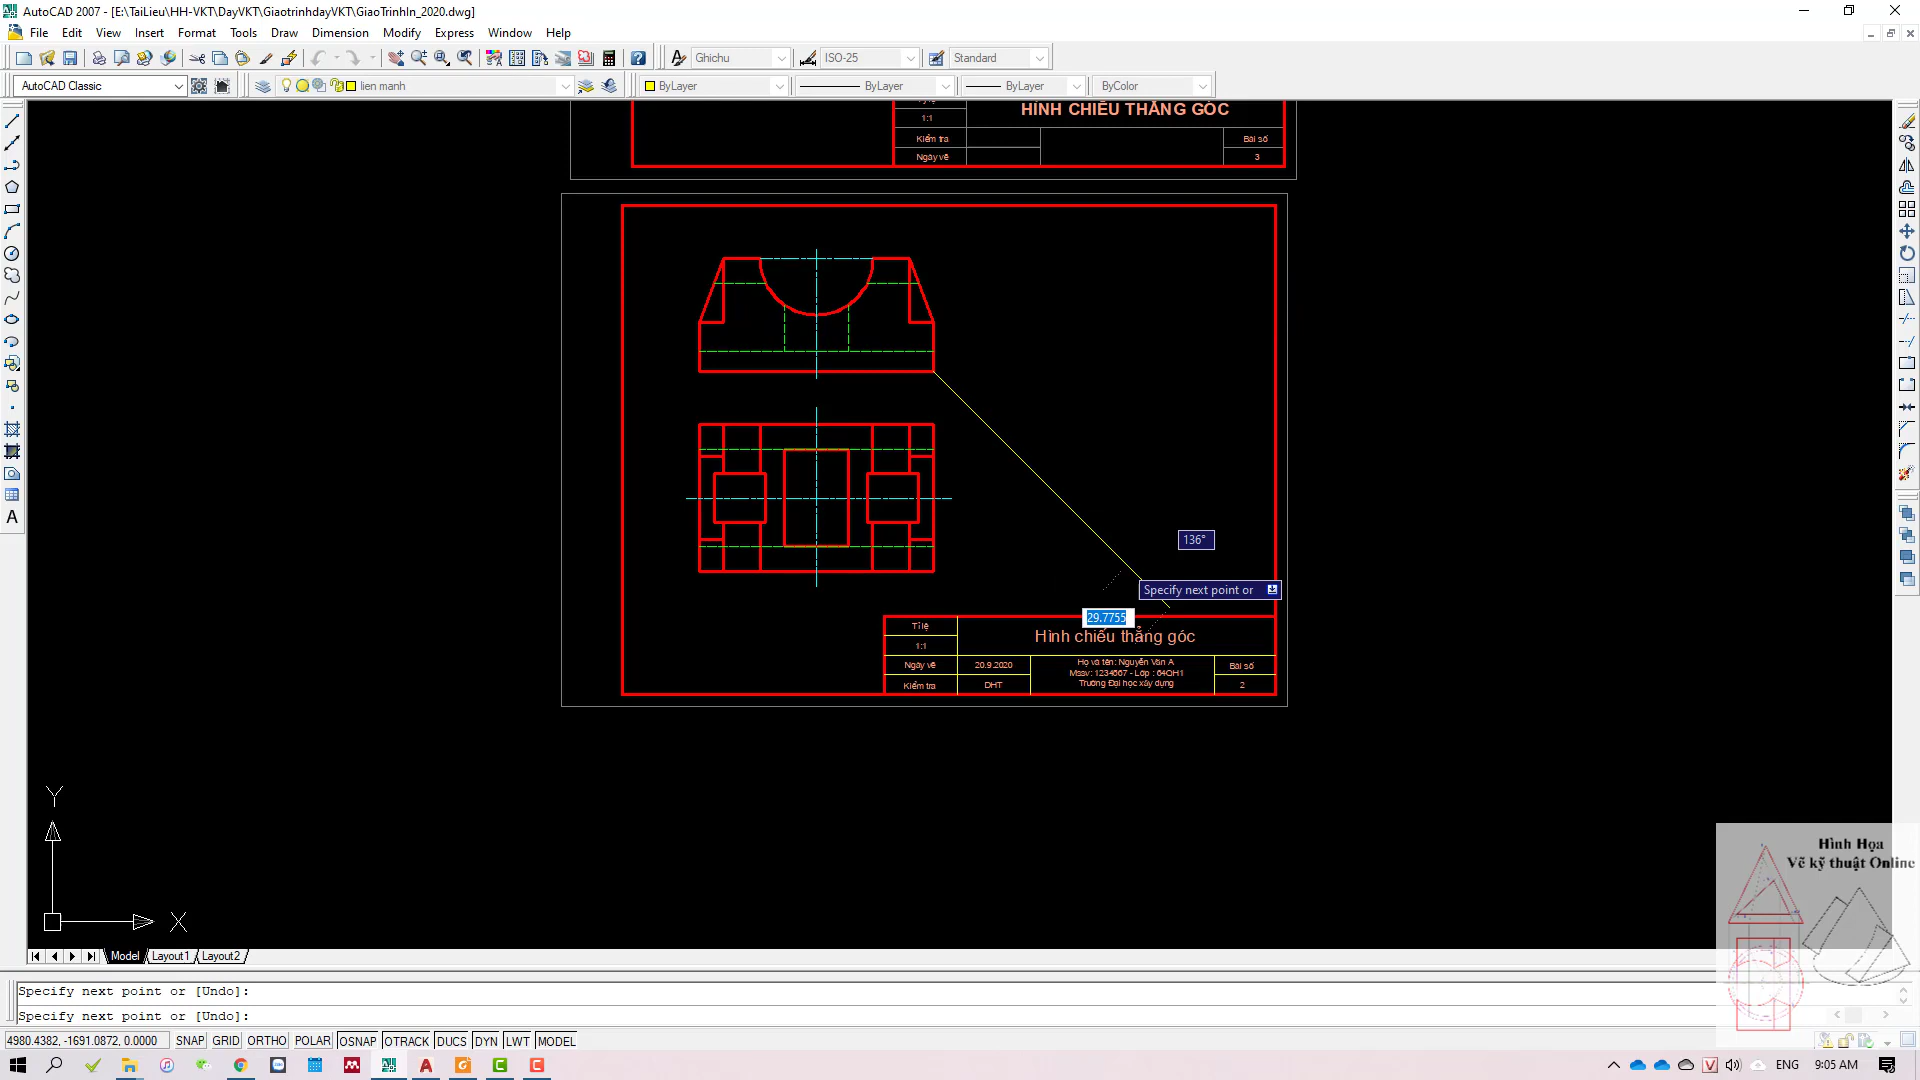 AutoCAD 2007 - [E:\TaiLieu\HH-VKT\DayVKT\GiaotrinhdayVKT\GiaoTrinhIn_2020.dwg]
File Edit View Insert Format Tools Draw Dimension Modify Express Window Help
Ghichu ISO-25 Standard
AutoCAD Classic lien manh ByLayer ByLayer ByLayer ByColor
HÌNH CHIẾU THẲNG GÓC
1:1
Kiểm tra Bài số
Ngày vẽ 3
136°
Specify next point or
29.7755
Tỉ lệ
Hình chiếu thẳng góc
1:1
Ngày vẽ 20.9.2020 Họ và tên: Nguyễn Văn A Bài số
Mssv: 1234567 - Lớp : 64QH1
Kiểm tra DHT Trường Đại học xây dựng 2
Y
X
Hình Họa
Vẽ kỹ thuật Online
Model Layout1 Layout2
Specify next point or [Undo]:
Specify next point or [Undo]:
4980.4382, -1691.0872, 0.0000 SNAP GRID ORTHO POLAR OSNAP OTRACK DUCS DYN LWT MODEL
ENG 9:05 AM